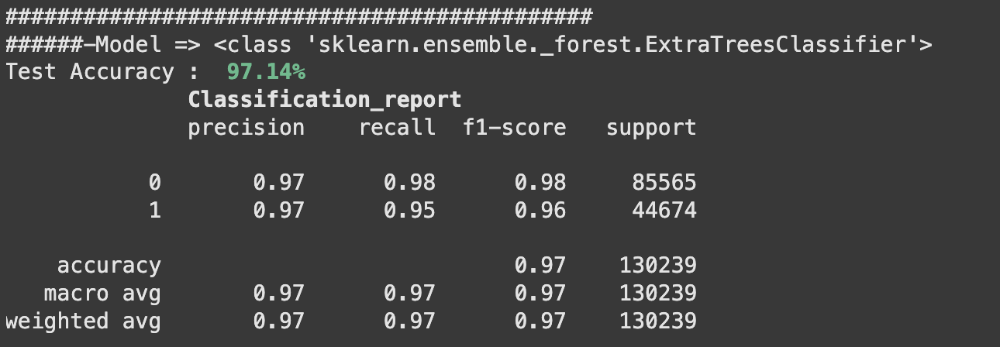 #############################################
######-Model => <class 'sklearn.ensemble._forest.ExtraTreesClassifier'>
Test Accuracy :  97.14%
Classification_report
precision recall f1-score support
0 0.97 0.98 0.98 85565
1 0.97 0.95 0.96 44674
accuracy 0.97 130239
macro avg 0.97 0.97 0.97 130239
weighted avg 0.97 0.97 0.97 130239